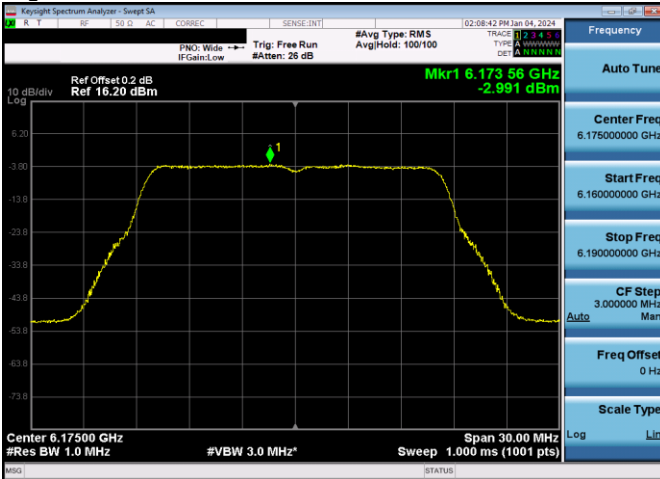 Keysight Spectrum Analyzer - Swept SA
R T RF 50 Ω AC CORREC SENSE:INT 02:08:42 PM Jan 04, 2024
#Avg Type: RMS TRACE 1 2 3 4 5 6
PNO: Wide Trig: Free Run Avg|Hold: 100/100 TYPE A WWWWW
IFGain:Low #Atten: 26 dB DET A N N N N N
Ref Offset 0.2 dB Mkr1 6.173 56 GHz
10 dB/div Ref 16.20 dBm -2.991 dBm
Log
6.20
1
-3.80
-13.8
-23.8
-33.8
-43.8
-53.8
-63.8
-73.8
Center 6.17500 GHz Span 30.00 MHz
#Res BW 1.0 MHz #VBW 3.0 MHz* Sweep 1.000 ms (1001 pts)
MSG STATUS
Frequency
Auto Tune
Center Freq
6.175000000 GHz
Start Freq
6.160000000 GHz
Stop Freq
6.190000000 GHz
CF Step
3.000000 MHz
Auto Man
Freq Offset
0 Hz
Scale Type
Log Lin